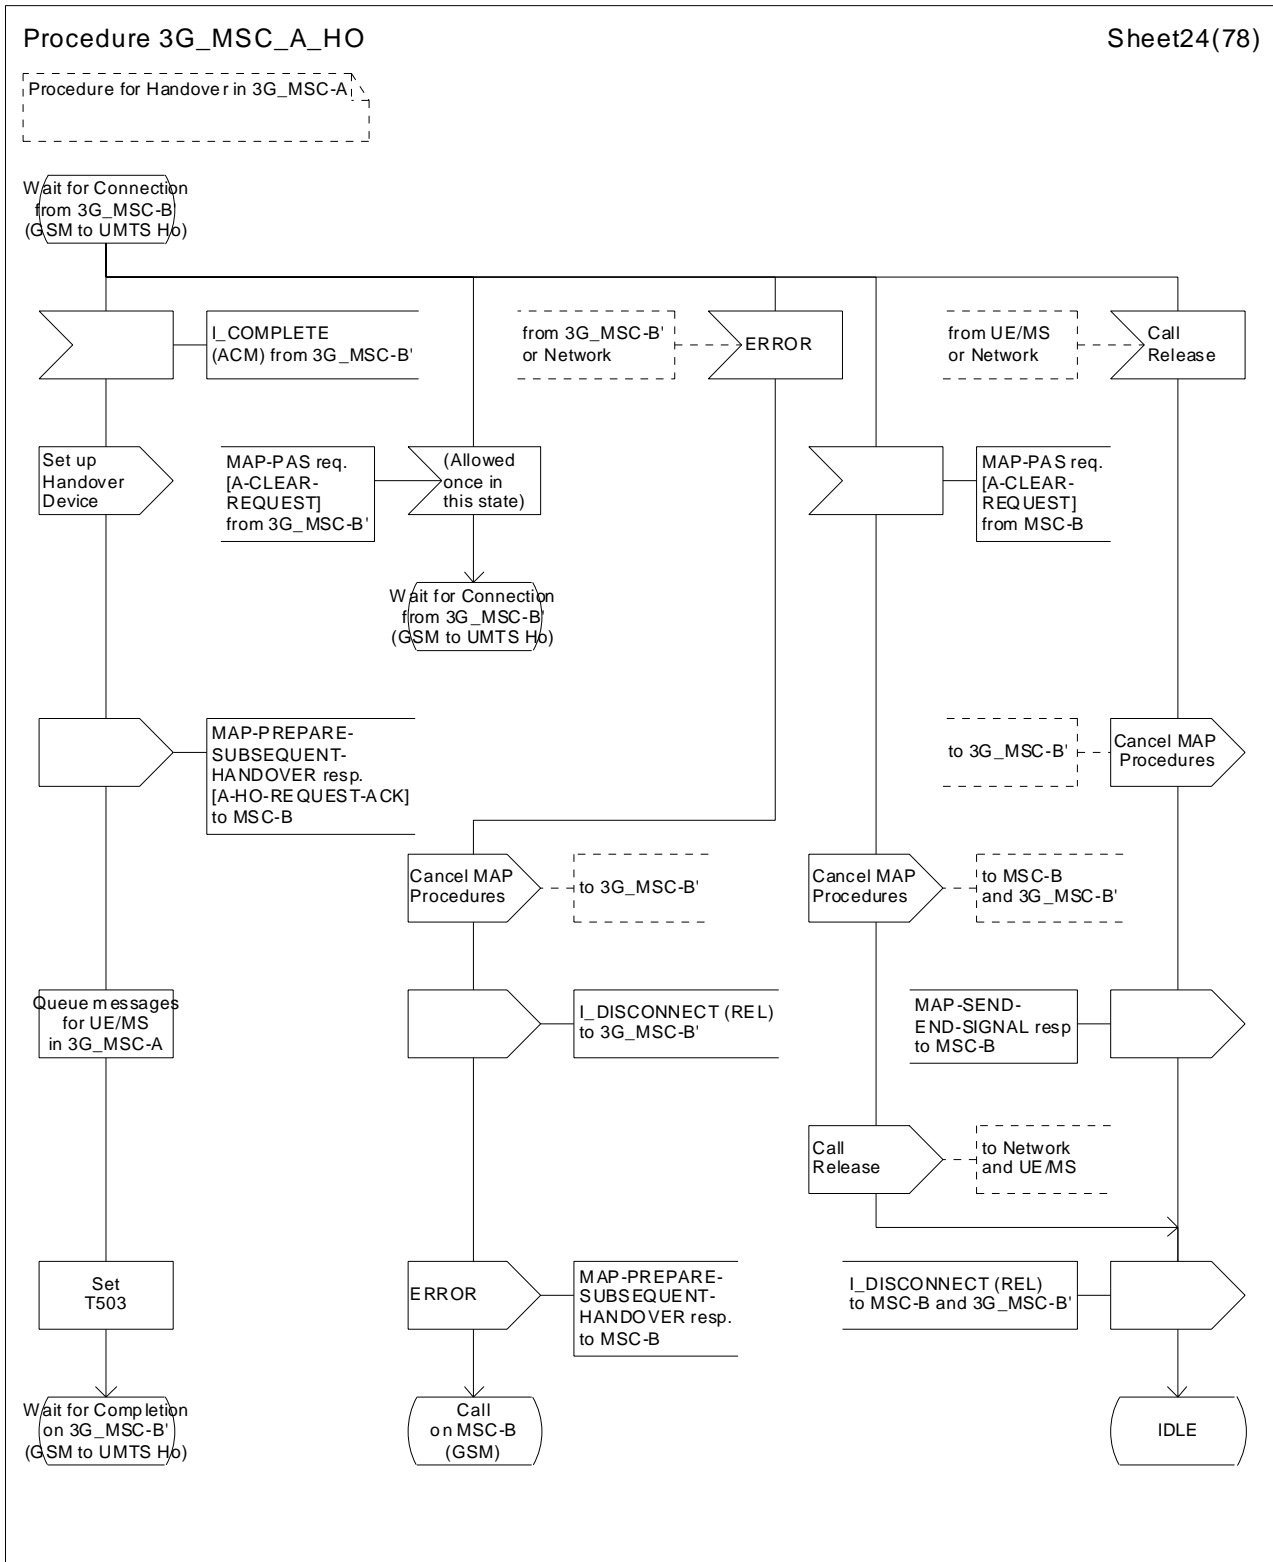 Procedure 3G_MSC_A_HO
Sheet24(78)
Procedure for Handover in 3G_MSC-A
Wait for Connection
from 3G_MSC-B'
(GSM to UMTS Ho)
I_COMPLETE
(ACM) from 3G_MSC-B'
from 3G_MSC-B'
or Network
ERROR
from UE/MS
or Network
Call
Release
Set up
Handover
Device
MAP-PAS req.
[A-CLEAR-
REQUEST]
from 3G_MSC-B'
(Allowed
once in
this state)
MAP-PAS req.
[A-CLEAR-
REQUEST]
from MSC-B
Wait for Connection
from 3G_MSC-B'
(GSM to UMTS Ho)
MAP-PREPARE-
SUBSEQUENT-
HANDOVER resp.
[A-HO-REQUEST-ACK]
to MSC-B
to 3G_MSC-B'
Cancel MAP
Procedures
Cancel MAP
Procedures
to 3G_MSC-B'
Cancel MAP
Procedures
to MSC-B
and 3G_MSC-B'
Queue messages
for UE/MS
in 3G_MSC-A
I_DISCONNECT (REL)
to 3G_MSC-B'
MAP-SEND-
END-SIGNAL resp
to MSC-B
Call
Release
to Network
and UE/MS
Set
T503
ERROR
MAP-PREPARE-
SUBSEQUENT-
HANDOVER resp.
to MSC-B
I_DISCONNECT (REL)
to MSC-B and 3G_MSC-B'
Wait for Completion
on 3G_MSC-B'
(GSM to UMTS Ho)
Call
on MSC-B
(GSM)
IDLE